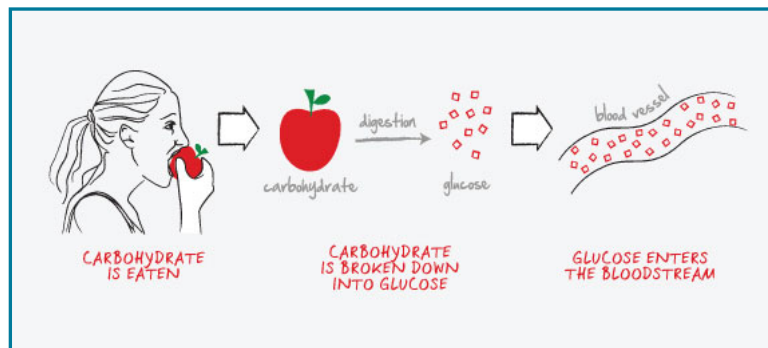 digestion
carbohydrate
glucose
blood vessel
CARBOHYDRATE
IS EATEN
CARBOHYDRATE
IS BROKEN DOWN
INTO GLUCOSE
GLUCOSE ENTERS
THE BLOODSTREAM